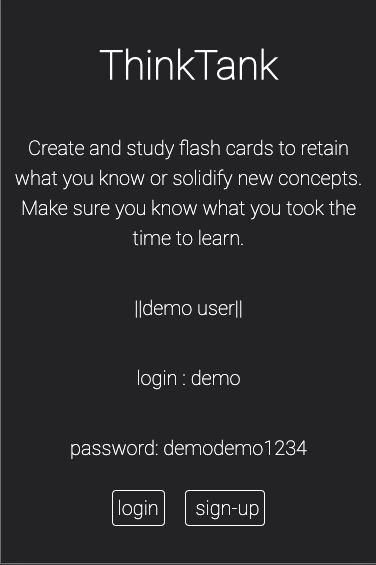 ThinkTank
Create and study flash cards to retain
what you know or solidify new concepts.
Make sure you know what you took the
time to learn.
||demo user||
login : demo
password: demodemo1234
login sign-up